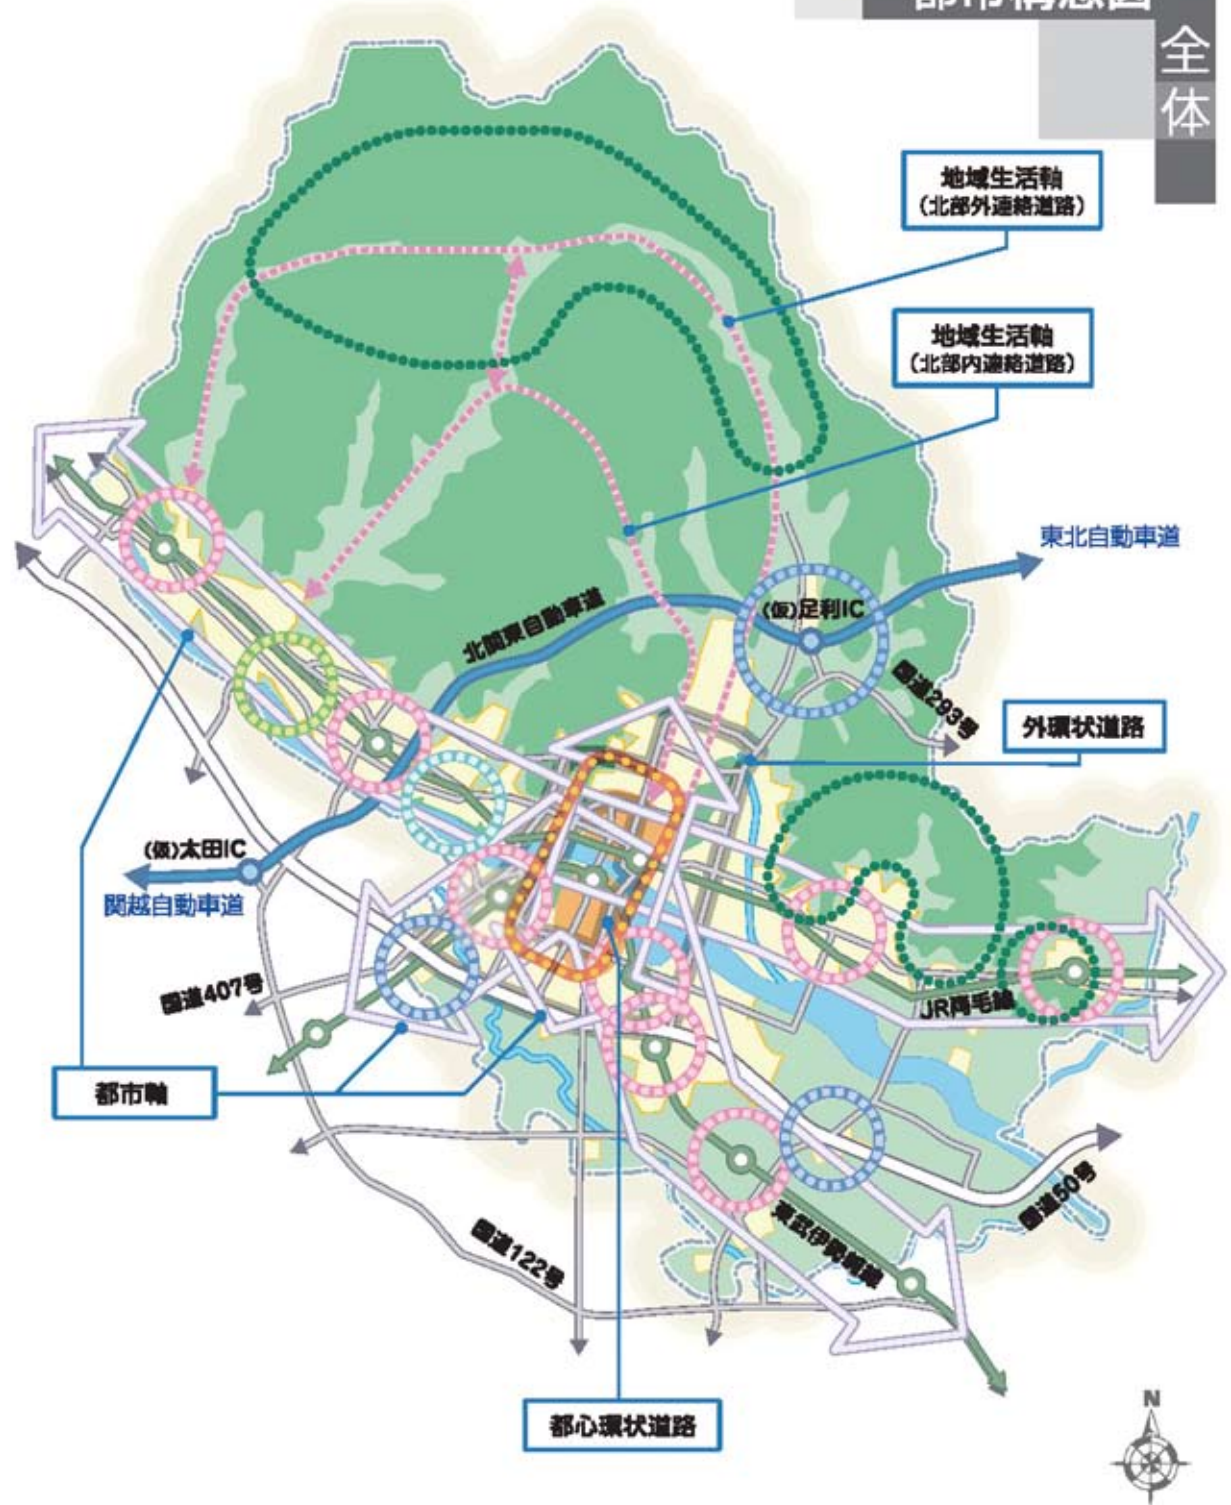 都市構想図
全体
地域生活軸
（北部外連絡道路）
地域生活軸
（北部内連絡道路）
東北自動車道
(仮)足利IC
北関東自動車道
国道293号
外環状道路
(仮)太田IC
関越自動車道
国道407号
JR両毛線
都市軸
国道50号
東武伊勢崎線
国道122号
都心環状道路
N